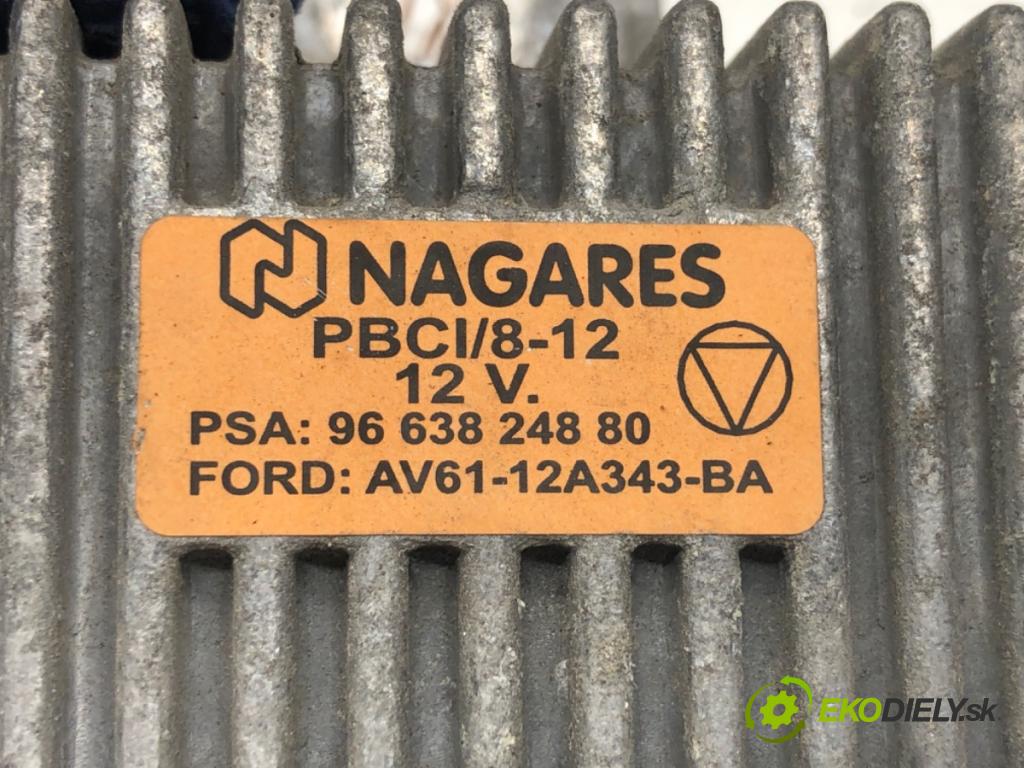 NAGARES
PBCI/8-12
12 V.
PSA: 96 638 248 80
FORD: AV61-12A343-BA
EKODIELY.sk